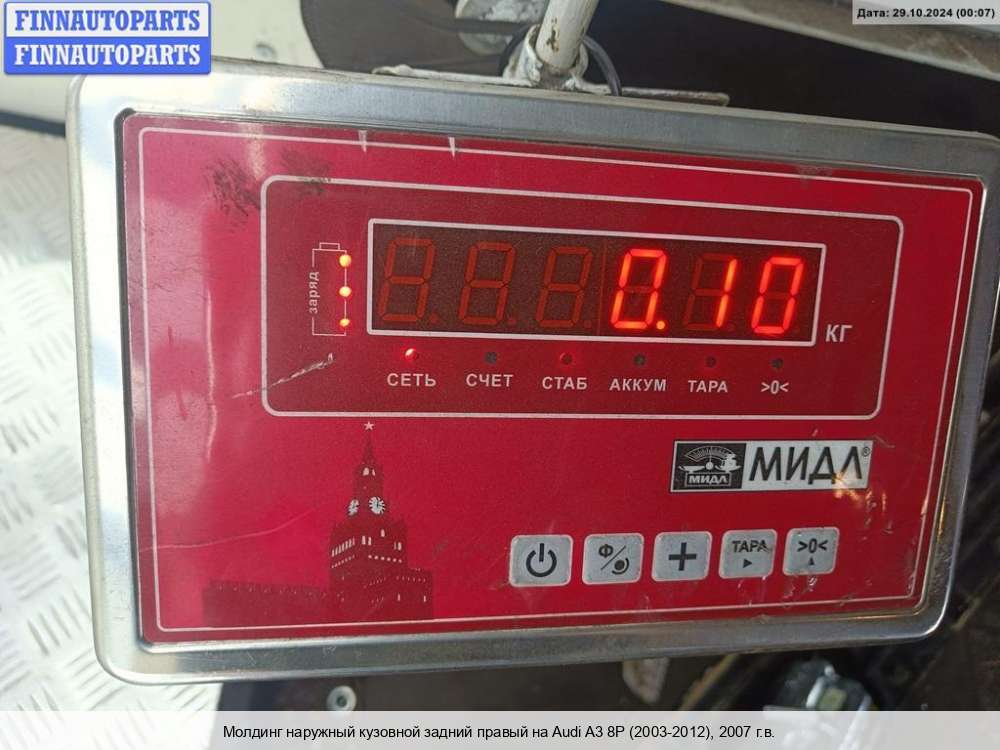 FINNAUTOPARTS
FINNAUTOPARTS
Дата: 29.10.2024 (00:07)
заряд
0.10
КГ
СЕТЬ СЧЕТ СТАБ АККУМ ТАРА >0<
МИДЛ МИДЛ®
Ф/ + ТАРА >0<
Молдинг наружный кузовной задний правый на Audi A3 8P (2003-2012), 2007 г.в.